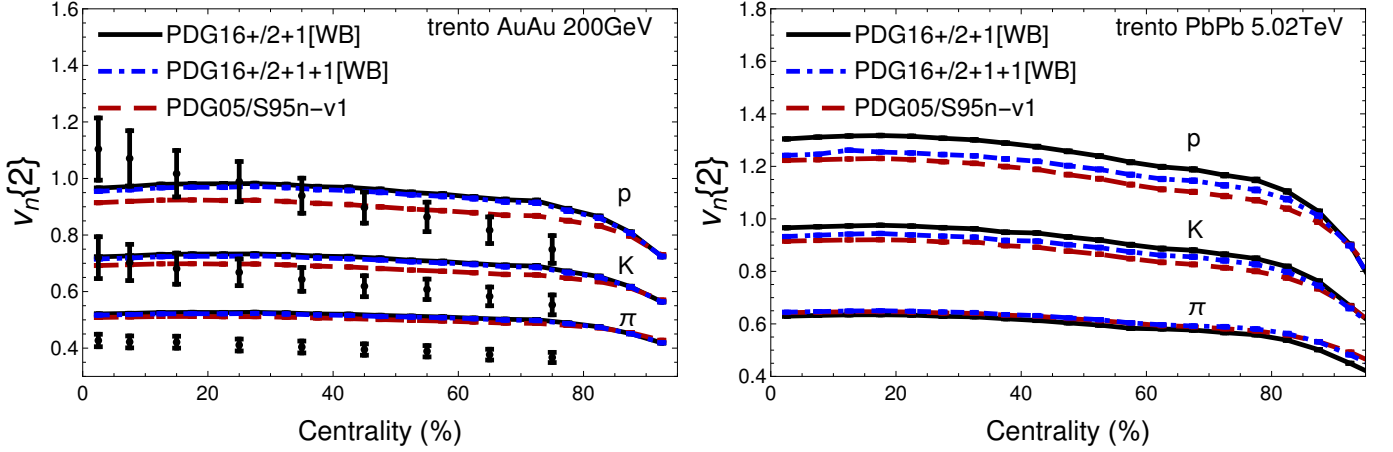 trento AuAu 200GeV
PDG16+/2+1[WB]
PDG16+/2+1+1[WB]
PDG05/S95n-v1
1.6
1.4
1.2
1.0
0.8
0.6
0.4
vn{2}
p
K
π
0 20 40 60 80
Centrality (%)
trento PbPb 5.02TeV
PDG16+/2+1[WB]
PDG16+/2+1+1[WB]
PDG05/S95n-v1
1.8
1.6
1.4
1.2
1.0
0.8
0.6
0.4
vn{2}
p
K
π
0 20 40 60 80
Centrality (%)